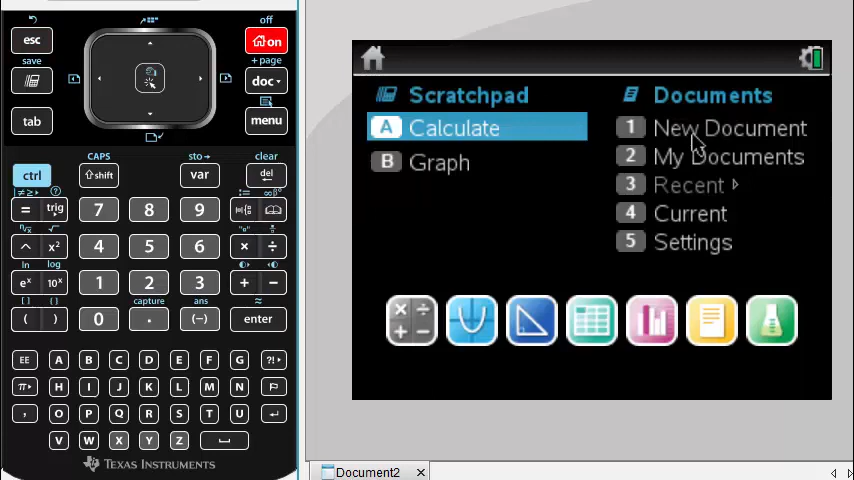 off
esc
on
save
+ page
doc
tab
menu
CAPS
sto
clear
ctrl
shift
var
del
:= ∞β°
=
trig
7
8
9
"o"
^
x²
4
5
6
×
÷
ln
log
eˣ
10ˣ
1
2
3
+
−
[ ]
{ }
capture
ans
≈
(
)
0
.
(−)
enter
EE
A
B
C
D
E
F
G
?!
π
H
I
J
K
L
M
N
,
O
P
Q
R
S
T
U
V
W
X
Y
Z
TEXAS INSTRUMENTS
Scratchpad
A Calculate
B Graph
Documents
1 New Document
2 My Documents
3 Recent
4 Current
5 Settings
Document2